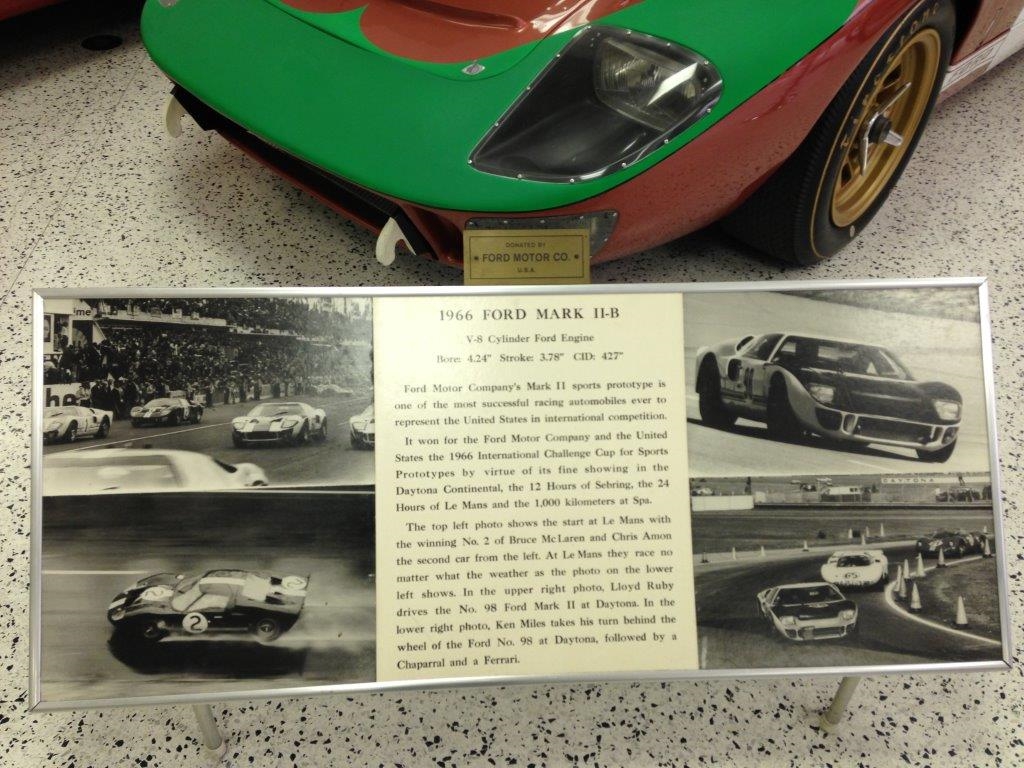 FIRESTONE
DONATED BY
• FORD MOTOR CO. •
U.S.A.
ime
he
2
65
DAYTONA
1966 FORD MARK II-B
V-8 Cylinder Ford Engine
Bore: 4.24" Stroke: 3.78" CID: 427"
Ford Motor Company's Mark II sports prototype is
one of the most successful racing automobiles ever to
represent the United States in international competition.
It won for the Ford Motor Company and the United
States the 1966 International Challenge Cup for Sports
Prototypes by virtue of its fine showing in the
Daytona Continental, the 12 Hours of Sebring, the 24
Hours of Le Mans and the 1,000 kilometers at Spa.
The top left photo shows the start at Le Mans with
the winning No. 2 of Bruce McLaren and Chris Amon
the second car from the left. At Le Mans they race no
matter what the weather as the photo on the lower
left shows. In the upper right photo, Lloyd Ruby
drives the No. 98 Ford Mark II at Daytona. In the
lower right photo, Ken Miles takes his turn behind the
wheel of the Ford No. 98 at Daytona, followed by a
Chaparral and a Ferrari.